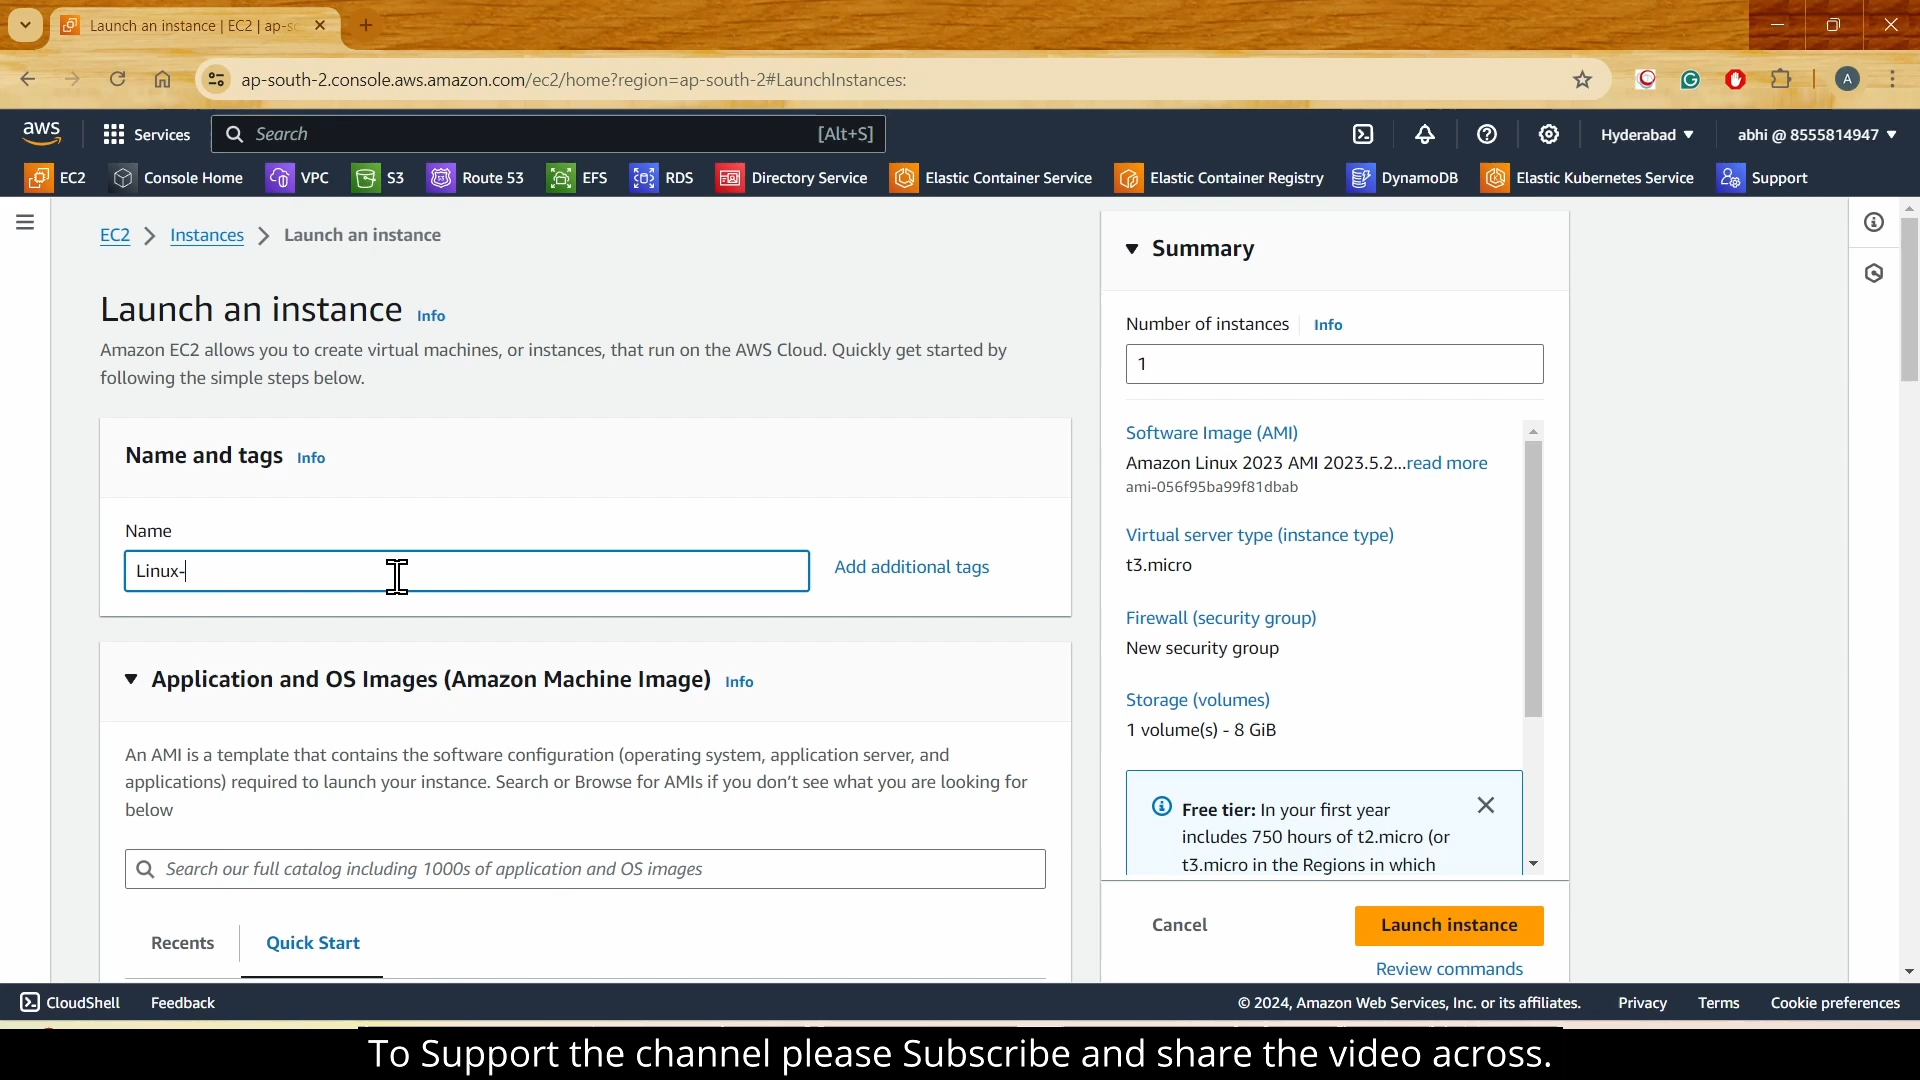 Launch an instance | EC2 | ap-s
ap-south-2.console.aws.amazon.com/ec2/home?region=ap-south-2#LaunchInstances:
A
aws
Services
Search
[Alt+S]
Hyderabad
abhi @ 8555814947
EC2
Console Home
VPC
S3
Route 53
EFS
RDS
Directory Service
Elastic Container Service
Elastic Container Registry
DynamoDB
Elastic Kubernetes Service
Support
EC2
Instances
Launch an instance
Launch an instance Info
Amazon EC2 allows you to create virtual machines, or instances, that run on the AWS Cloud. Quickly get started by
following the simple steps below.
Name and tags Info
Name
Linux-
Add additional tags
Application and OS Images (Amazon Machine Image) Info
An AMI is a template that contains the software configuration (operating system, application server, and
applications) required to launch your instance. Search or Browse for AMIs if you don’t see what you are looking for
below
Search our full catalog including 1000s of application and OS images
Recents
Quick Start
Summary
Number of instances Info
1
Software Image (AMI)
Amazon Linux 2023 AMI 2023.5.2...read more
ami-056f95ba99f81dbab
Virtual server type (instance type)
t3.micro
Firewall (security group)
New security group
Storage (volumes)
1 volume(s) - 8 GiB
Free tier: In your first year
includes 750 hours of t2.micro (or
t3.micro in the Regions in which
Cancel
Launch instance
Review commands
CloudShell
Feedback
© 2024, Amazon Web Services, Inc. or its affiliates.
Privacy
Terms
Cookie preferences
To Support the channel please Subscribe and share the video across.